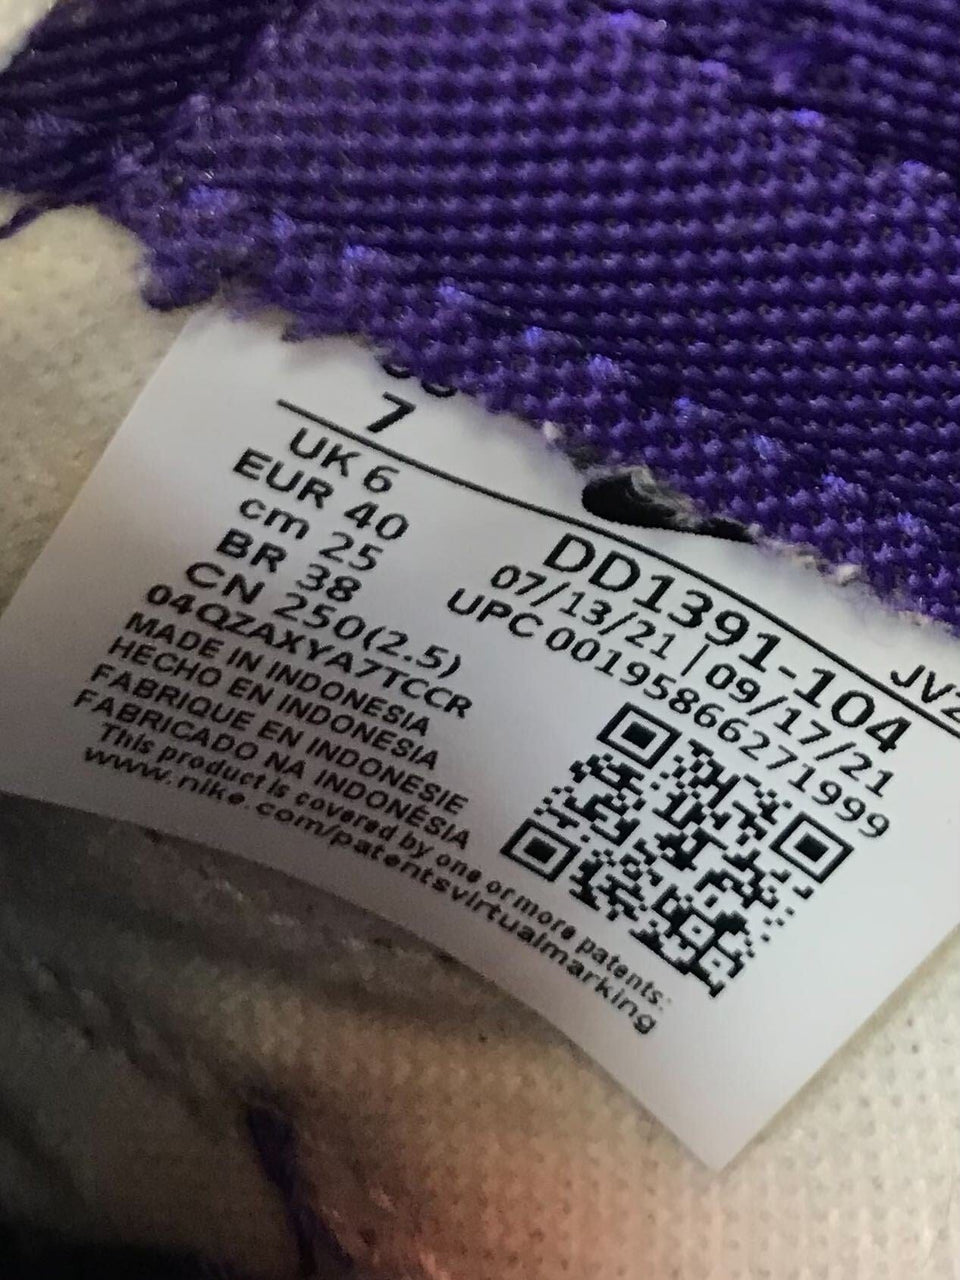 7
UK 6
EUR 40
cm 25
BR 38
CN 250(2.5)
04QZAXYA7TCCR
MADE IN INDONESIA
HECHO EN INDONESIA
FABRIQUE EN INDONESIE
FABRICADO NA INDONÉSIA
This product is covered by one or more patents:
www.nike.com/patentsvirtualmarking
DD1391-104
07/13/21 | 09/17/21
UPC 00195866271999